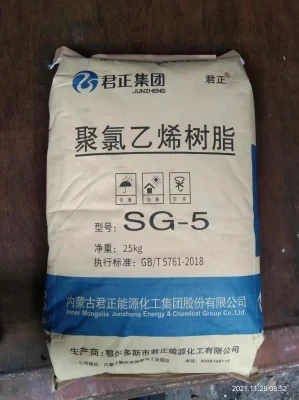 君正集团
JUNZHENG
君正®
聚氯乙烯树脂
型号: SG-5
净重: 25kg
执行标准: GB/T 5761-2018
内蒙古君正能源化工集团股份有限公司
Inner Mongolia Junzheng Energy & Chemical Group Co.,Ltd.
生产商: 鄂尔多斯市君正能源化工有限公司
2021.11.28 08:52